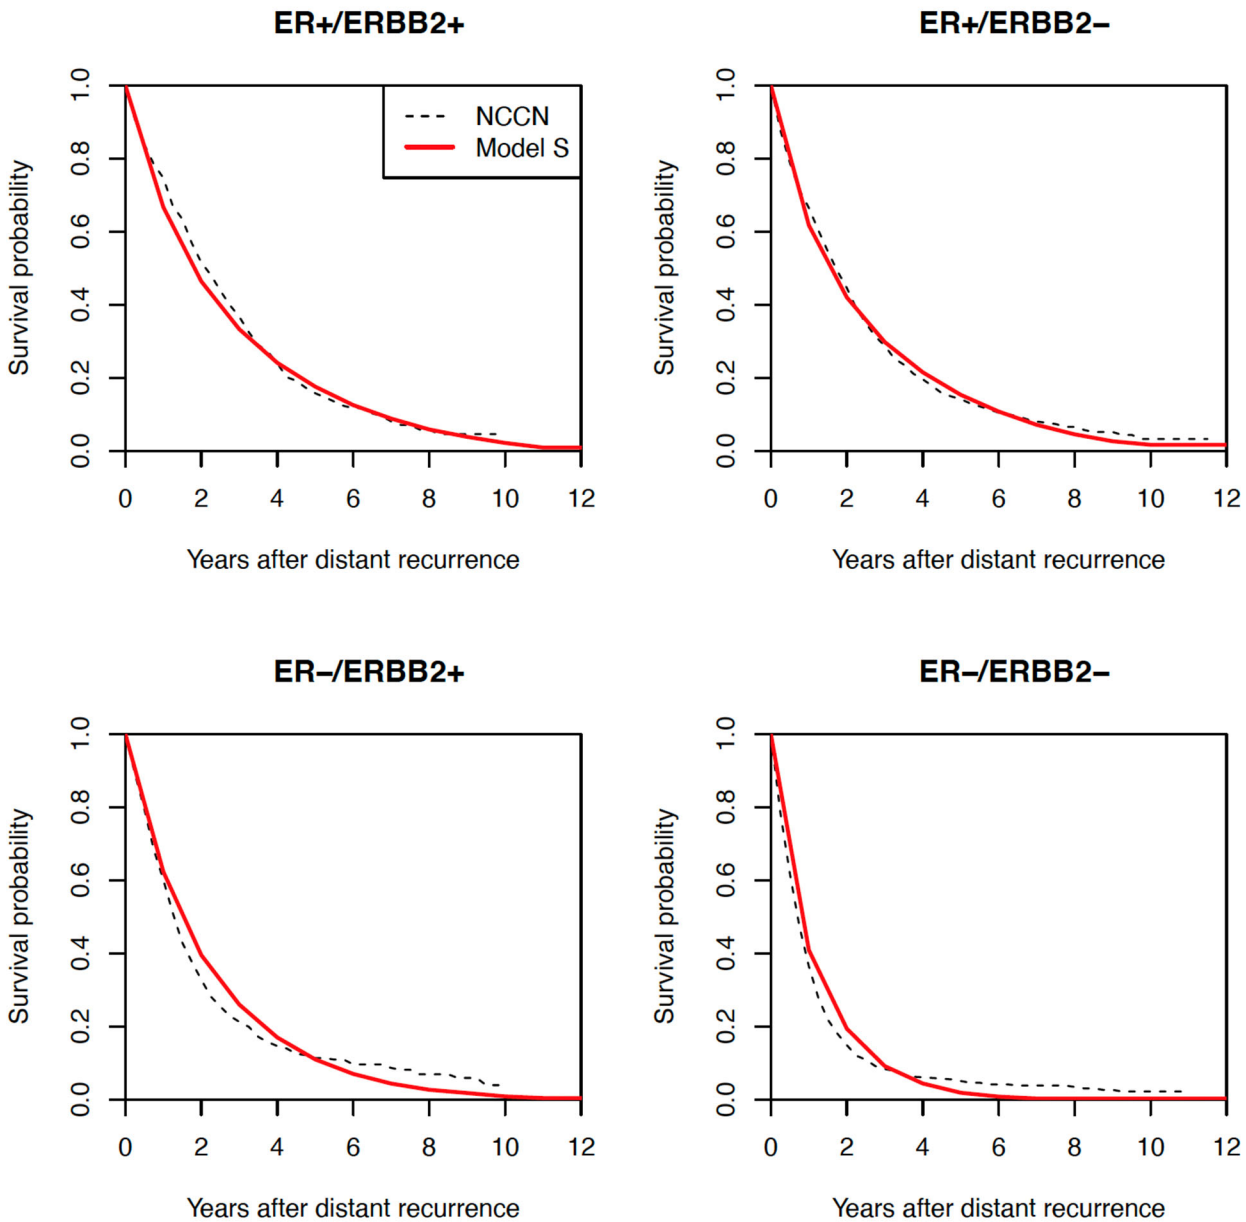 ER+/ERBB2+
Survival probability
0.0 0.2 0.4 0.6 0.8 1.0
NCCN
Model S
0 2 4 6 8 10 12
Years after distant recurrence
ER+/ERBB2−
Survival probability
0.0 0.2 0.4 0.6 0.8 1.0
0 2 4 6 8 10 12
Years after distant recurrence
ER−/ERBB2+
Survival probability
0.0 0.2 0.4 0.6 0.8 1.0
0 2 4 6 8 10 12
Years after distant recurrence
ER−/ERBB2−
Survival probability
0.0 0.2 0.4 0.6 0.8 1.0
0 2 4 6 8 10 12
Years after distant recurrence